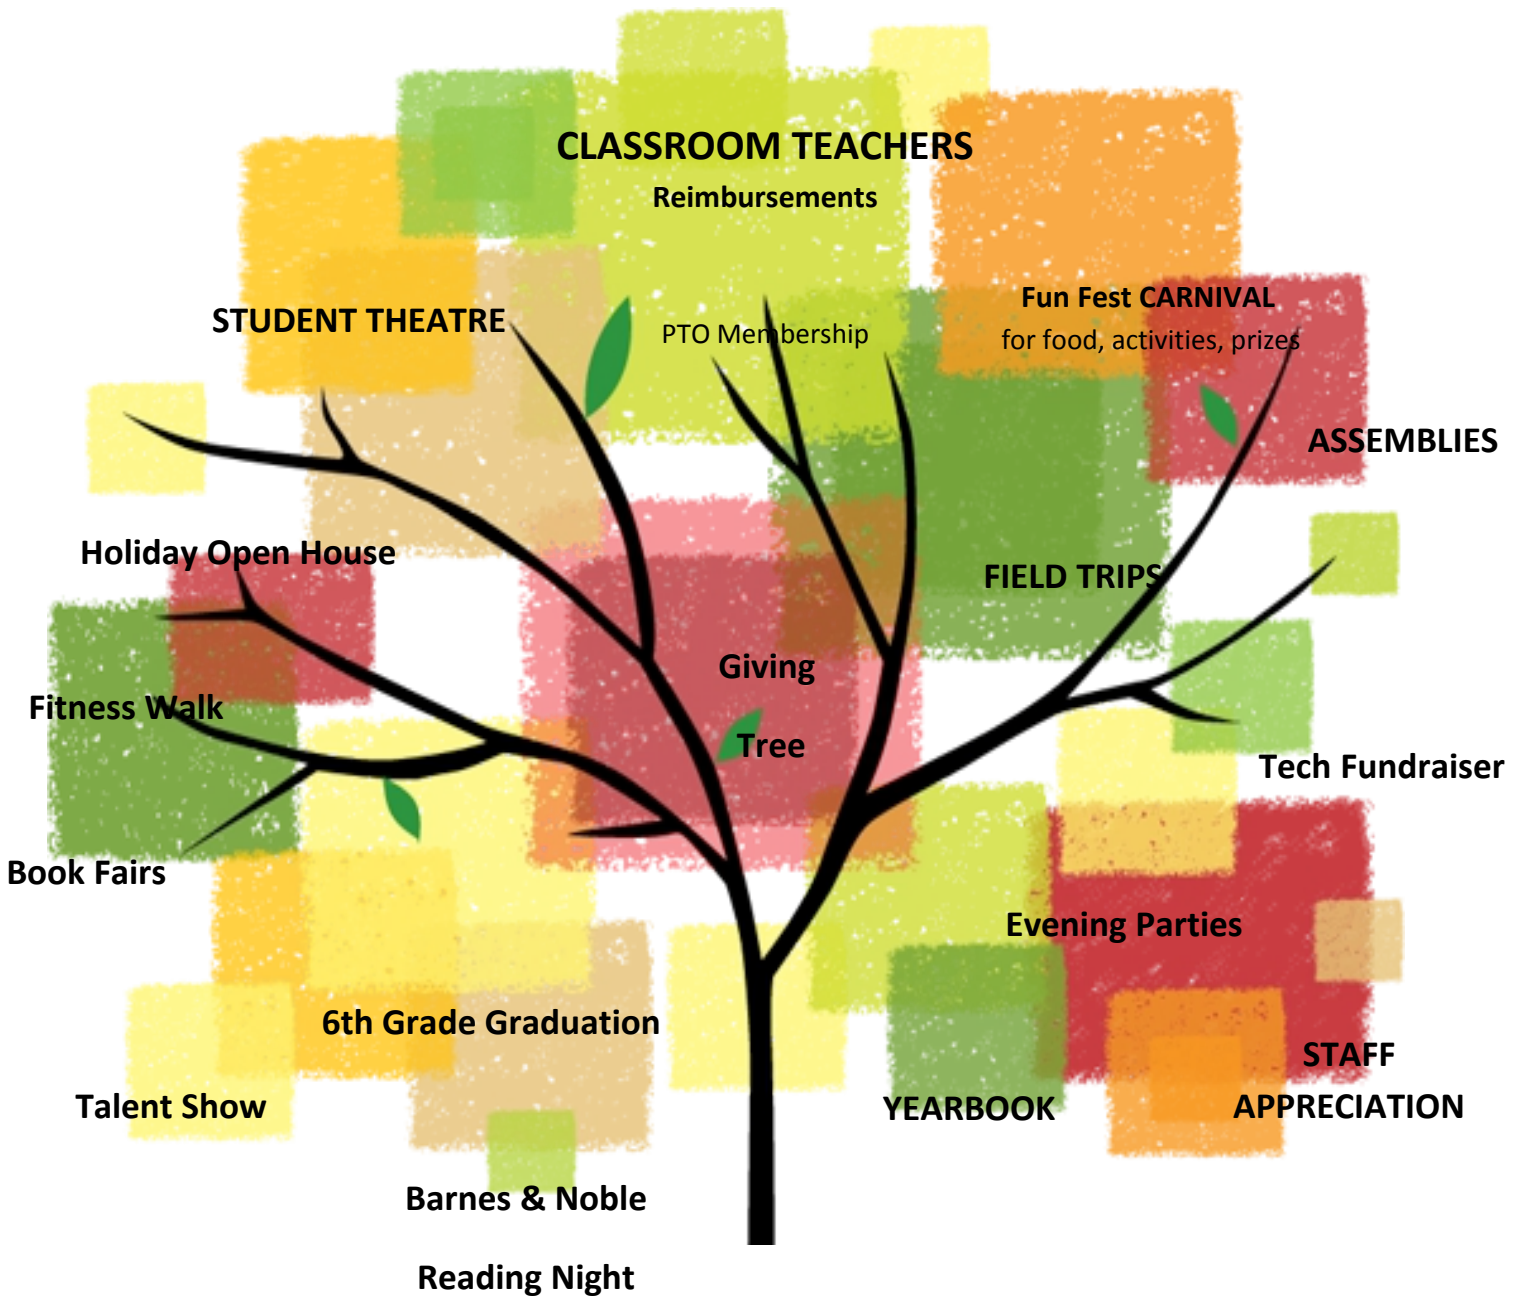 CLASSROOM TEACHERS
Reimbursements
Fun Fest CARNIVAL
for food, activities, prizes
STUDENT THEATRE
PTO Membership
ASSEMBLIES
Holiday Open House
FIELD TRIPS
Giving
Tree
Fitness Walk
Tech Fundraiser
Book Fairs
Evening Parties
6th Grade Graduation
STAFF
APPRECIATION
Talent Show
YEARBOOK
Barnes & Noble
Reading Night